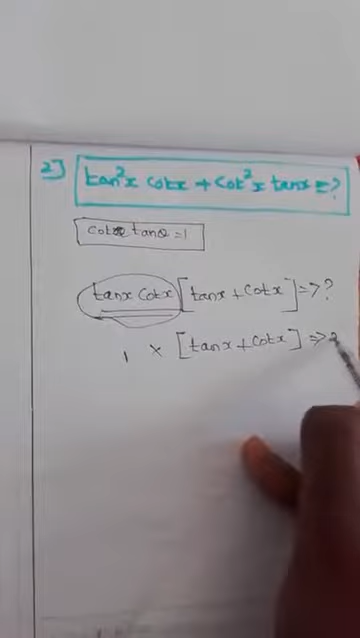 2] tan²x cotx + cot²x tanx = ?
cotθ tanθ = 1
tanx cotx [tanx + cotx] => ?
1 × [tanx + cotx] => ?